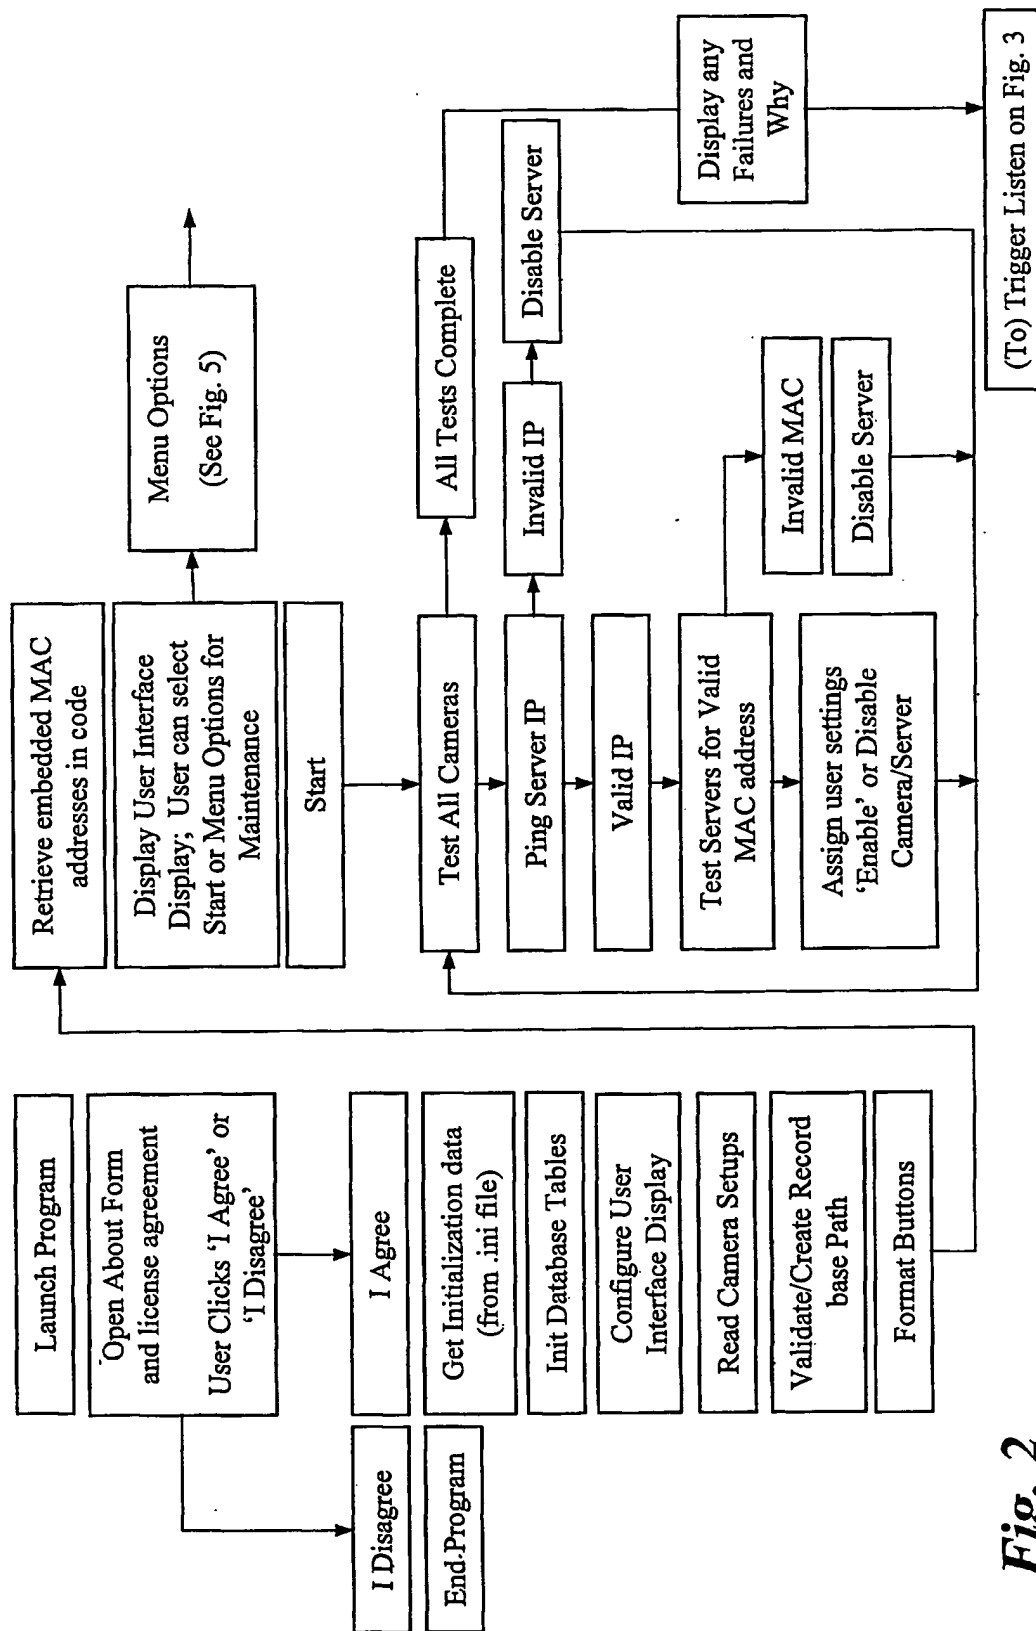 Launch Program
Open About Form
and license agreement
User Clicks ‘I Agree’ or
‘I Disagree’
I Disagree
End.Program
I Agree
Get Initialization data
(from .ini file)
Init Database Tables
Configure User
Interface Display
Read Camera Setups
Validate/Create Record
base Path
Format Buttons
Retrieve embedded MAC
addresses in code
Display User Interface
Display; User can select
Start or Menu Options for
Maintenance
Menu Options
(See Fig. 5)
Start
Test All Cameras
All Tests Complete
Ping Server IP
Invalid IP
Disable Server
Valid IP
Test Servers for Valid
MAC address
Invalid MAC
Disable Server
Assign user settings
‘Enable’ or Disable
Camera/Server
Display any
Failures and
Why
(To) Trigger Listen on Fig. 3
Fig. 2